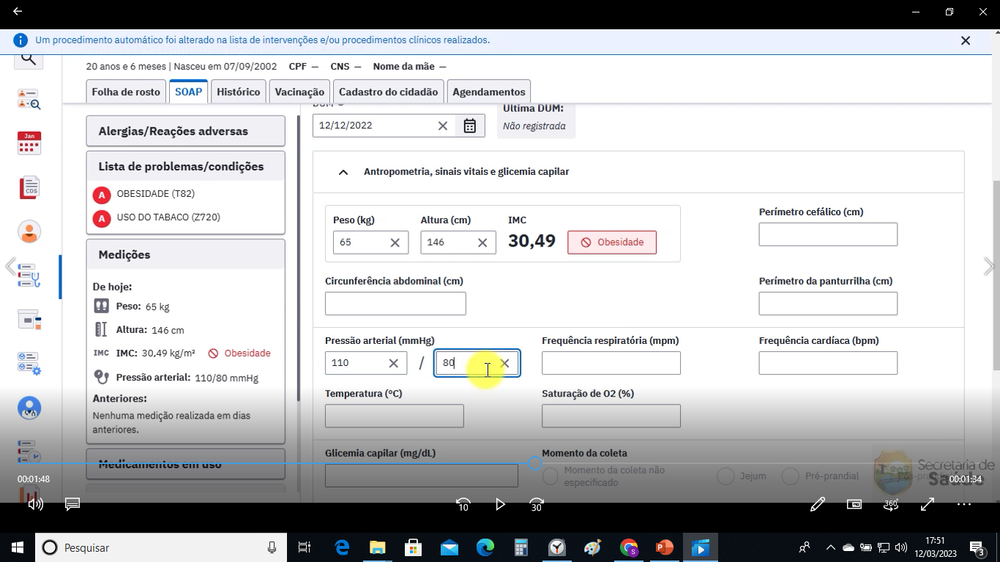 Um procedimento automático foi alterado na lista de intervenções e/ou procedimentos clínicos realizados.
20 anos e 6 meses | Nasceu em 07/09/2002 CPF — CNS — Nome da mãe —
Folha de rosto SOAP Histórico Vacinação Cadastro do cidadão Agendamentos
Jan
CDS
Alergias/Reações adversas
Lista de problemas/condições
A OBESIDADE (T82)
A USO DO TABACO (Z720)
Medições
De hoje:
Peso: 65 kg
Altura: 146 cm
IMC IMC: 30,49 kg/m² Obesidade
Pressão arterial: 110/80 mmHg
Anteriores:
Nenhuma medição realizada em dias
anteriores.
Medicamentos em uso
DUM
12/12/2022
Última DUM:
Não registrada
Antropometria, sinais vitais e glicemia capilar
Peso (kg) Altura (cm) IMC
65 146 30,49 Obesidade
Perímetro cefálico (cm)
Circunferência abdominal (cm) Perímetro da panturrilha (cm)
Pressão arterial (mmHg) Frequência respiratória (mpm) Frequência cardíaca (bpm)
110 / 80
Temperatura (ºC) Saturação de O2 (%)
Glicemia capilar (mg/dL) Momento da coleta
Momento da coleta não
especificado
Jejum Pré-prandial Pós-prandial
Secretaria de
Saúde
00:01:48 00:01:34
10 30 360°
Pesquisar
17:51
12/03/2023
3